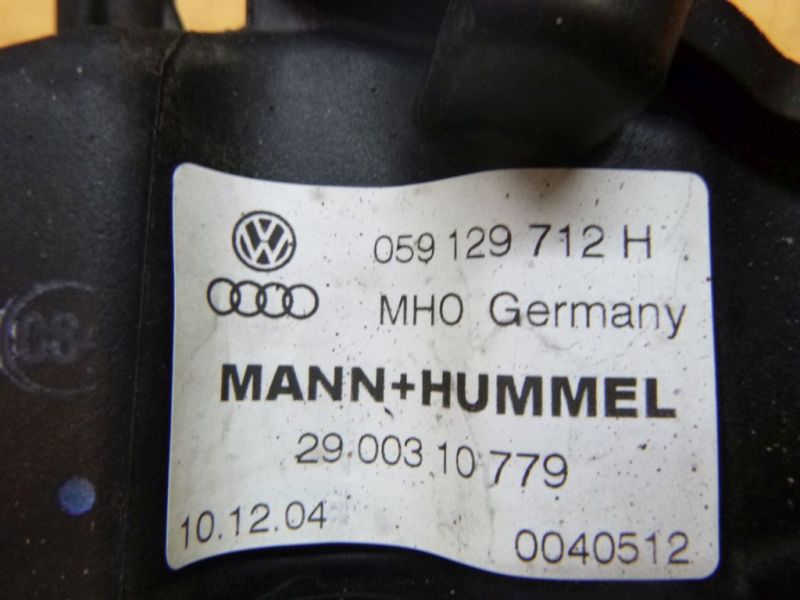 059 129 712 H
MHO Germany
MANN+HUMMEL
29 003 10 779
10.12.04
0040512